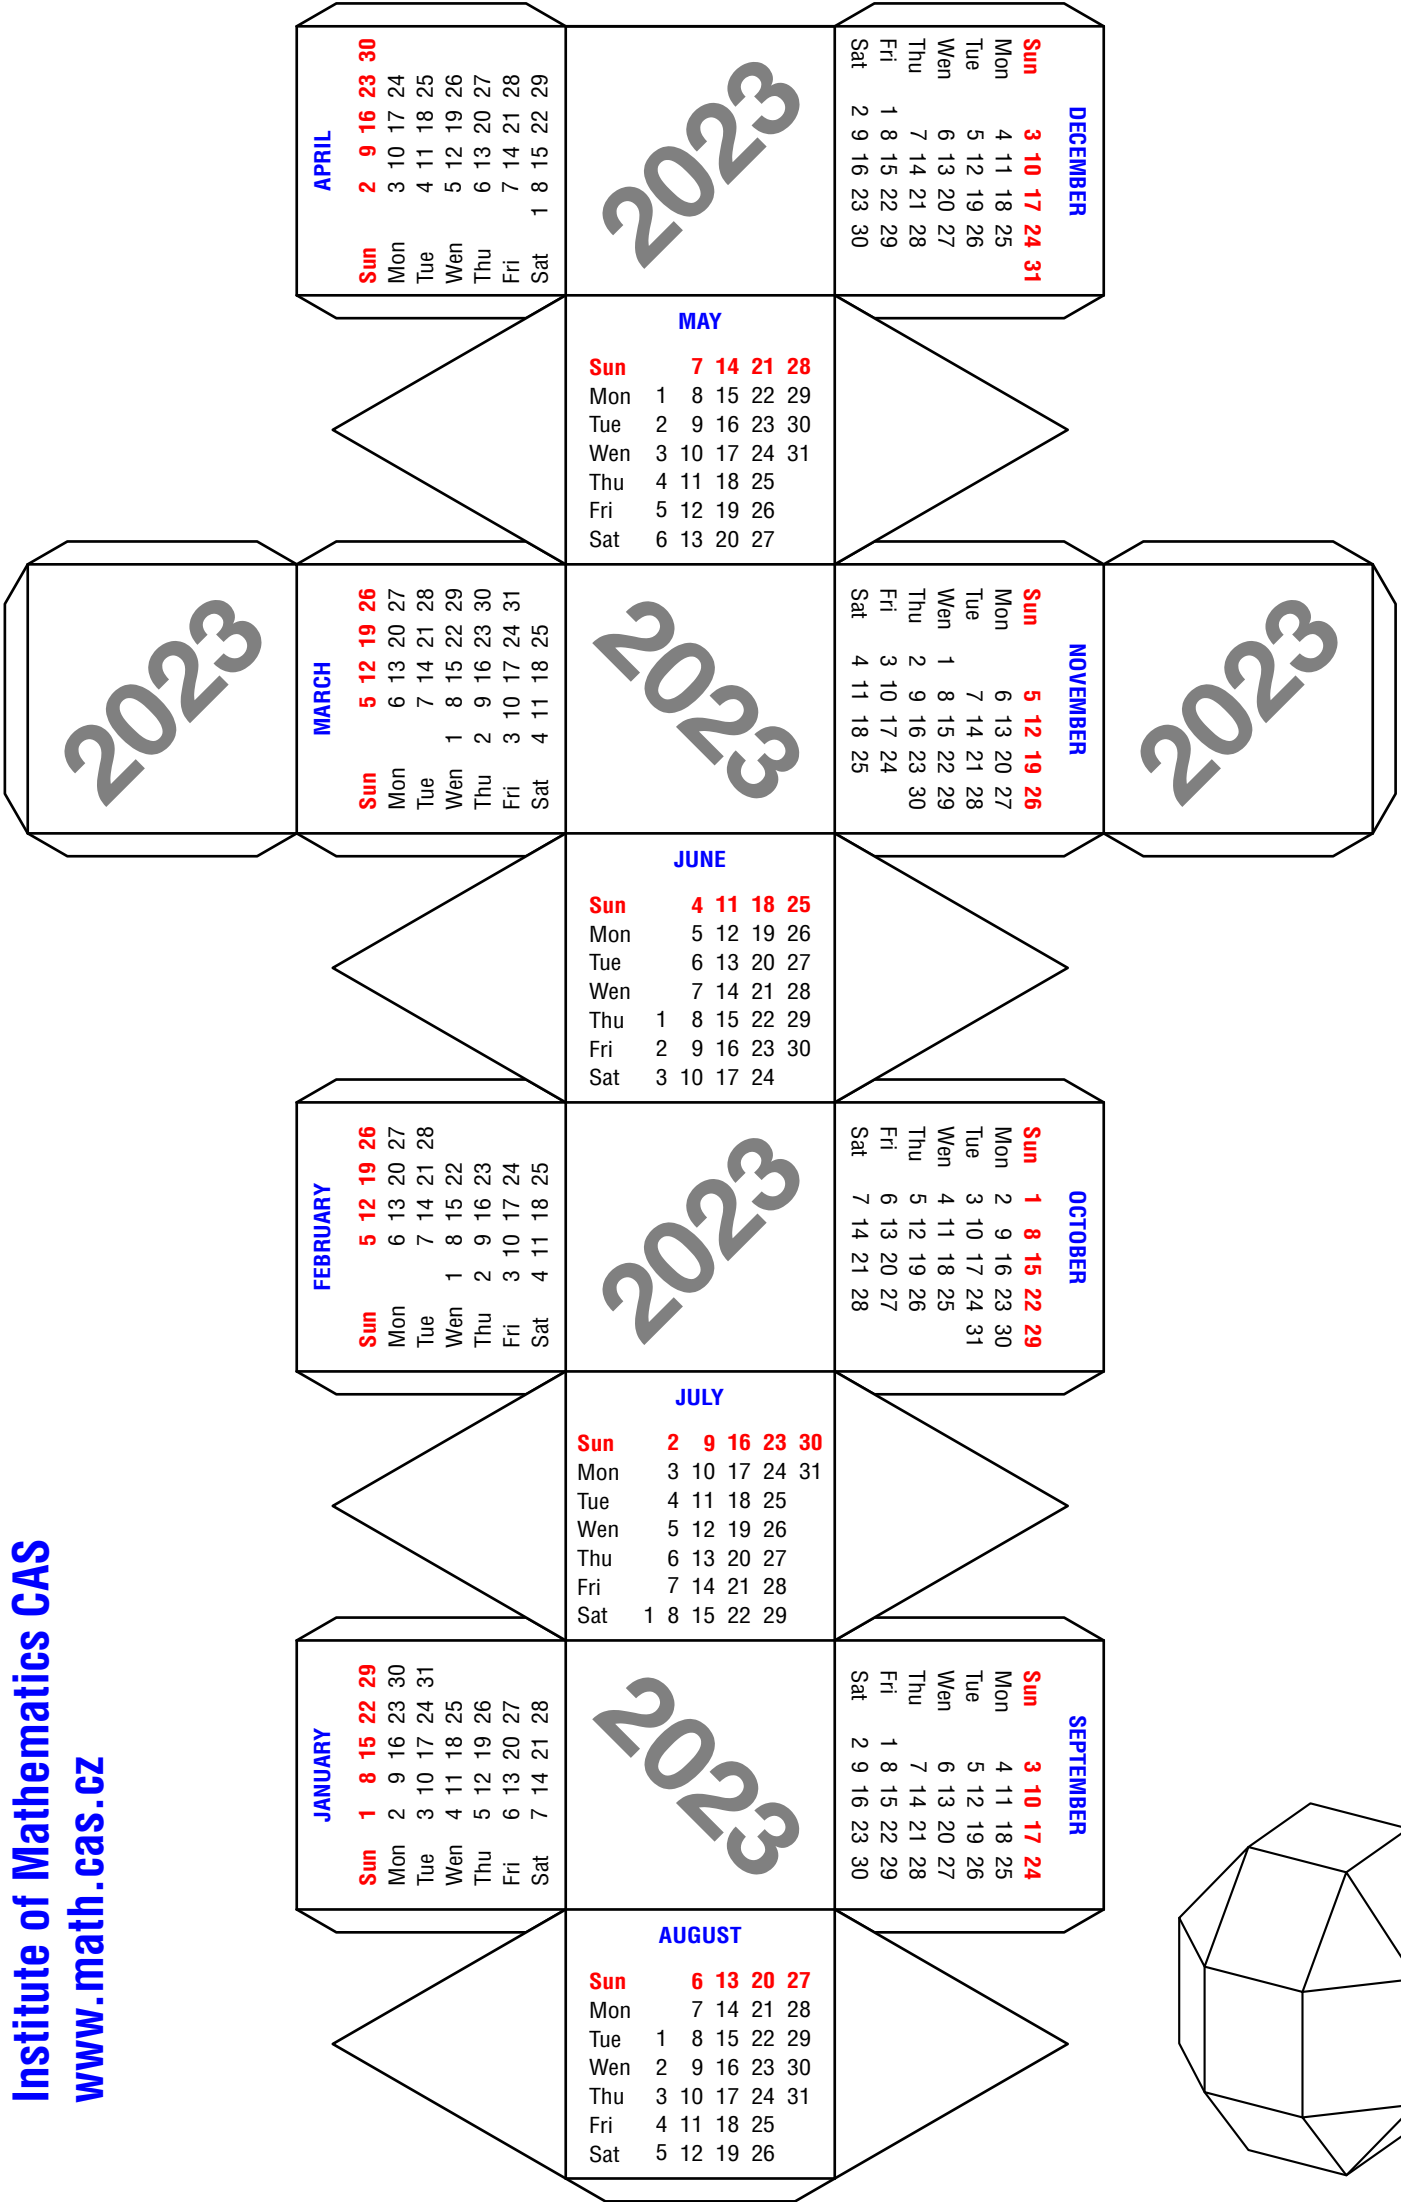 APRIL
Sun 2 9 16 23 30
Mon 3 10 17 24
Tue 4 11 18 25
Wen 5 12 19 26
Thu 6 13 20 27
Fri 7 14 21 28
Sat 1 8 15 22 29
2023
DECEMBER
Sun 3 10 17 24 31
Mon 4 11 18 25
Tue 5 12 19 26
Wen 6 13 20 27
Thu 7 14 21 28
Fri 1 8 15 22 29
Sat 2 9 16 23 30
MAY
Sun 7 14 21 28
Mon 1 8 15 22 29
Tue 2 9 16 23 30
Wen 3 10 17 24 31
Thu 4 11 18 25
Fri 5 12 19 26
Sat 6 13 20 27
2023
MARCH
Sun 5 12 19 26
Mon 6 13 20 27
Tue 7 14 21 28
Wen 1 8 15 22 29
Thu 2 9 16 23 30
Fri 3 10 17 24 31
Sat 4 11 18 25
2023
NOVEMBER
Sun 5 12 19 26
Mon 6 13 20 27
Tue 7 14 21 28
Wen 1 8 15 22 29
Thu 2 9 16 23 30
Fri 3 10 17 24
Sat 4 11 18 25
2023
JUNE
Sun 4 11 18 25
Mon 5 12 19 26
Tue 6 13 20 27
Wen 7 14 21 28
Thu 1 8 15 22 29
Fri 2 9 16 23 30
Sat 3 10 17 24
FEBRUARY
Sun 5 12 19 26
Mon 6 13 20 27
Tue 7 14 21 28
Wen 1 8 15 22
Thu 2 9 16 23
Fri 3 10 17 24
Sat 4 11 18 25
2023
OCTOBER
Sun 1 8 15 22 29
Mon 2 9 16 23 30
Tue 3 10 17 24 31
Wen 4 11 18 25
Thu 5 12 19 26
Fri 6 13 20 27
Sat 7 14 21 28
JULY
Sun 2 9 16 23 30
Mon 3 10 17 24 31
Tue 4 11 18 25
Wen 5 12 19 26
Thu 6 13 20 27
Fri 7 14 21 28
Sat 1 8 15 22 29
JANUARY
Sun 1 8 15 22 29
Mon 2 9 16 23 30
Tue 3 10 17 24 31
Wen 4 11 18 25
Thu 5 12 19 26
Fri 6 13 20 27
Sat 7 14 21 28
2023
SEPTEMBER
Sun 3 10 17 24
Mon 4 11 18 25
Tue 5 12 19 26
Wen 6 13 20 27
Thu 7 14 21 28
Fri 1 8 15 22 29
Sat 2 9 16 23 30
AUGUST
Sun 6 13 20 27
Mon 7 14 21 28
Tue 1 8 15 22 29
Wen 2 9 16 23 30
Thu 3 10 17 24 31
Fri 4 11 18 25
Sat 5 12 19 26
Institute of Mathematics CAS
www.math.cas.cz